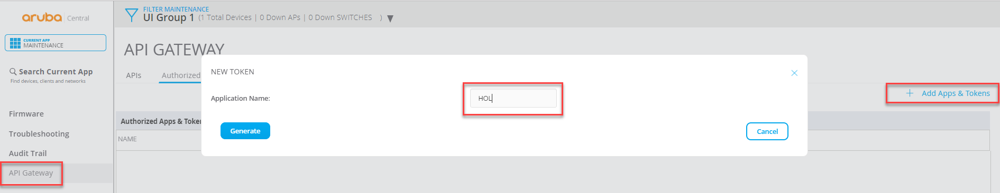 aruba Central
CURRENT APP
MAINTENANCE
Search Current App
Find devices, clients and networks
Firmware
Troubleshooting
Audit Trail
API Gateway
FILTER MAINTENANCE
UI Group 1 (1 Total Devices | 0 Down APs | 0 Down SWITCHES )
API GATEWAY
APIs Authorized
+ Add Apps & Tokens
Authorized Apps & Token
NAME
NEW TOKEN
Application Name: HOL
Generate Cancel